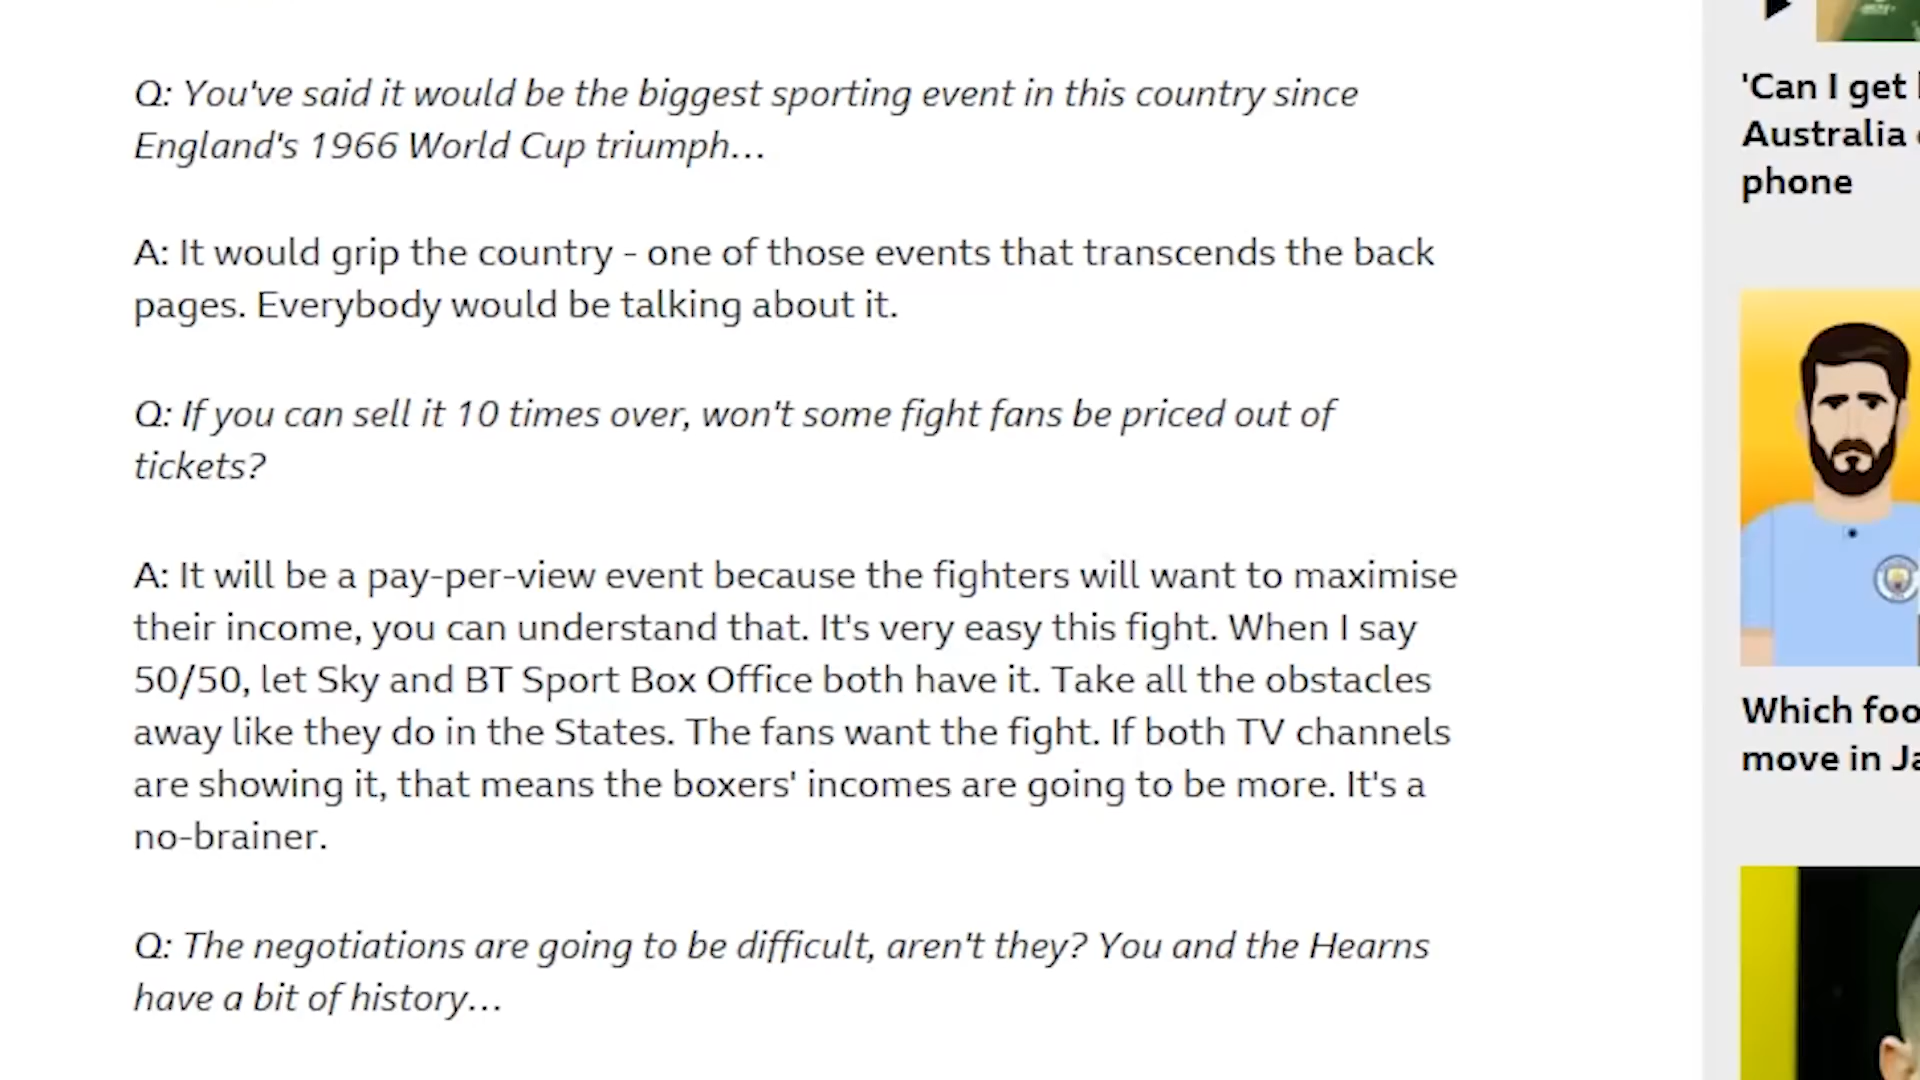 Q: You've said it would be the biggest sporting event in this country since
England's 1966 World Cup triumph...
A: It would grip the country - one of those events that transcends the back
pages. Everybody would be talking about it.
Q: If you can sell it 10 times over, won't some fight fans be priced out of
tickets?
A: It will be a pay-per-view event because the fighters will want to maximise
their income, you can understand that. It's very easy this fight. When I say
50/50, let Sky and BT Sport Box Office both have it. Take all the obstacles
away like they do in the States. The fans want the fight. If both TV channels
are showing it, that means the boxers' incomes are going to be more. It's a
no-brainer.
Q: The negotiations are going to be difficult, aren't they? You and the Hearns
have a bit of history...
'Can I get
Australia
phone
Which foo
move in Ja